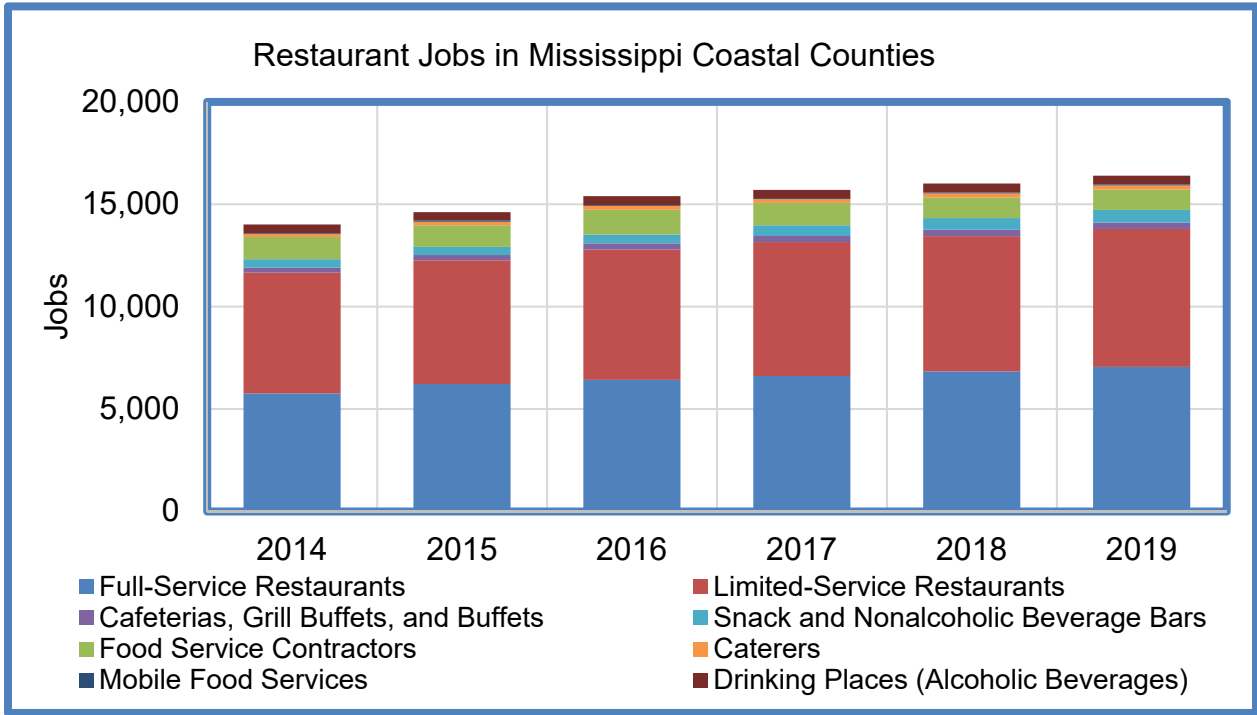 Restaurant Jobs in Mississippi Coastal Counties
20,000
15,000
10,000
5,000
0
Jobs
2014 2015 2016 2017 2018 2019
Full-Service Restaurants Limited-Service Restaurants
Cafeterias, Grill Buffets, and Buffets Snack and Nonalcoholic Beverage Bars
Food Service Contractors Caterers
Mobile Food Services Drinking Places (Alcoholic Beverages)